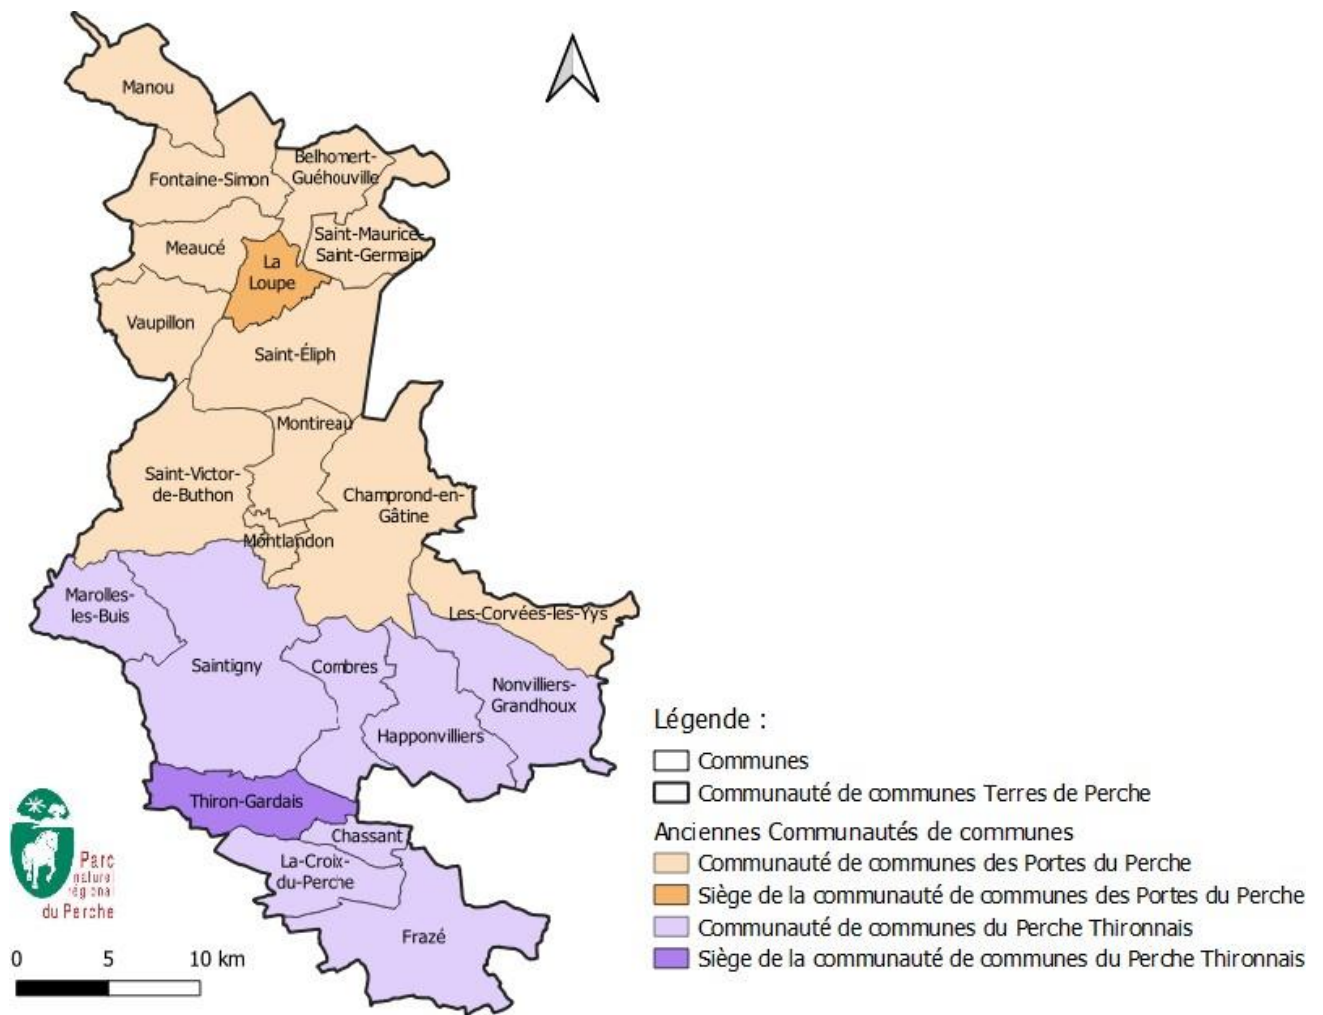 Manou
Belhomert-
Guéhouville
Fontaine-Simon
Saint-Maurice-
Saint-Germain
Meaucé
La
Loupe
Vaupillon
Saint-Éliph
Montireau
Saint-Victor-
de-Buthon
Champrond-en-
Gâtine
Montlandon
Marolles-
les-Buis
Les-Corvées-les-Yys
Saintigny
Combres
Nonvilliers-
Grandhoux
Happonvilliers
Thiron-Gardais
Chassant
La-Croix-
du-Perche
Frazé
Parc
naturel
régional
du Perche
0 5 10 km
Légende :
Communes
Communauté de communes Terres de Perche
Anciennes Communautés de communes
Communauté de communes des Portes du Perche
Siège de la communauté de communes des Portes du Perche
Communauté de communes du Perche Thironnais
Siège de la communauté de communes du Perche Thironnais